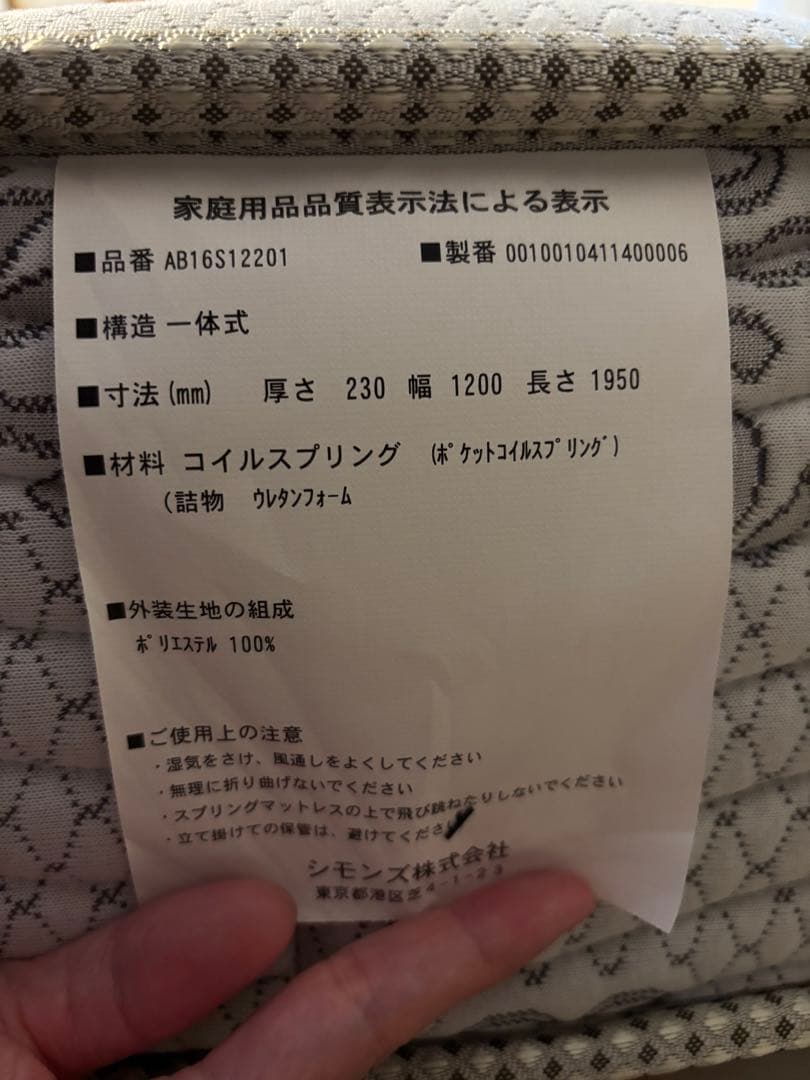 家庭用品品質表示法による表示
■品番 AB16S12201 ■製番 0010010411400006
■構造 一体式
■寸法(mm) 厚さ 230 幅 1200 長さ 1950
■材料 コイルスプリング (ﾎﾟｹｯﾄｺｲﾙｽﾌﾟﾘﾝｸﾞ)
(詰物 ｳﾚﾀﾝﾌｫｰﾑ
■外装生地の組成
ﾎﾟﾘｴｽﾃﾙ 100%
■ご使用上の注意
・湿気をさけ、風通しをよくしてください
・無理に折り曲げないでください
・スプリングマットレスの上で飛び跳ねたりしないでください
・立て掛けての保管は、避けてくださ
シモンズ株式会社
東京都港区芝4-1-23